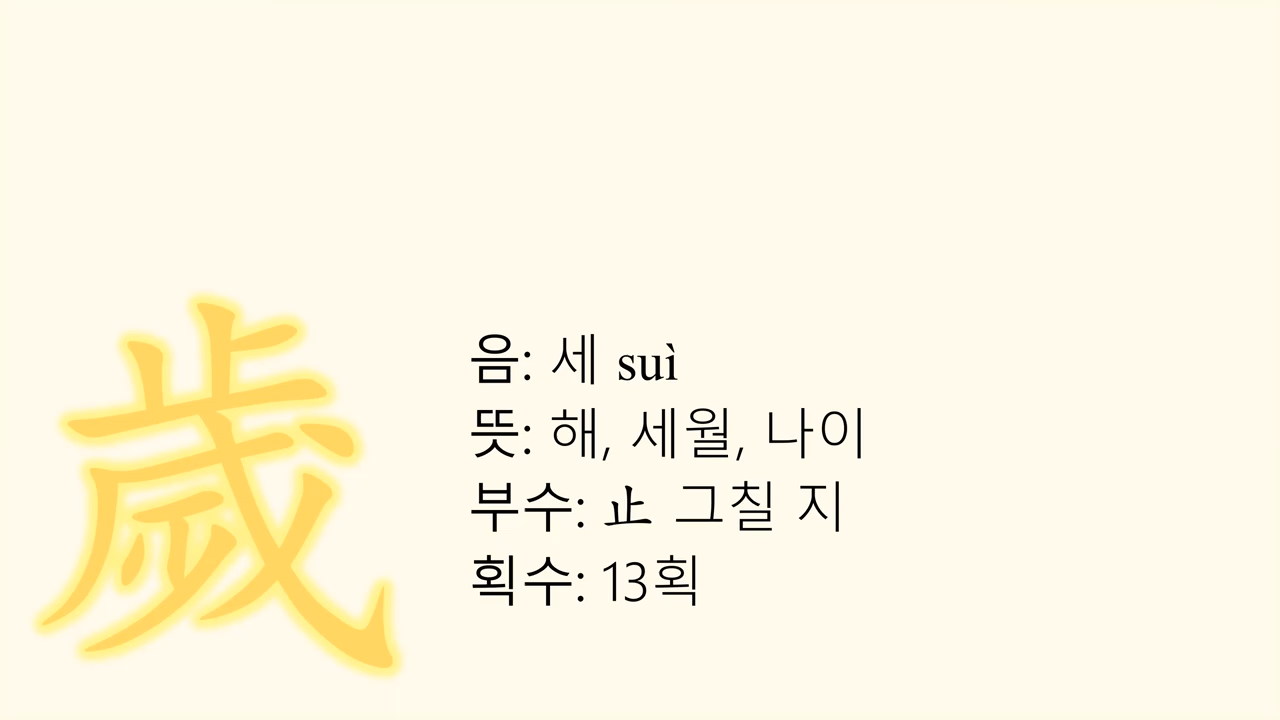 歲
음: 세 suì
뜻: 해, 세월, 나이
부수: 止 그칠 지
획수: 13획